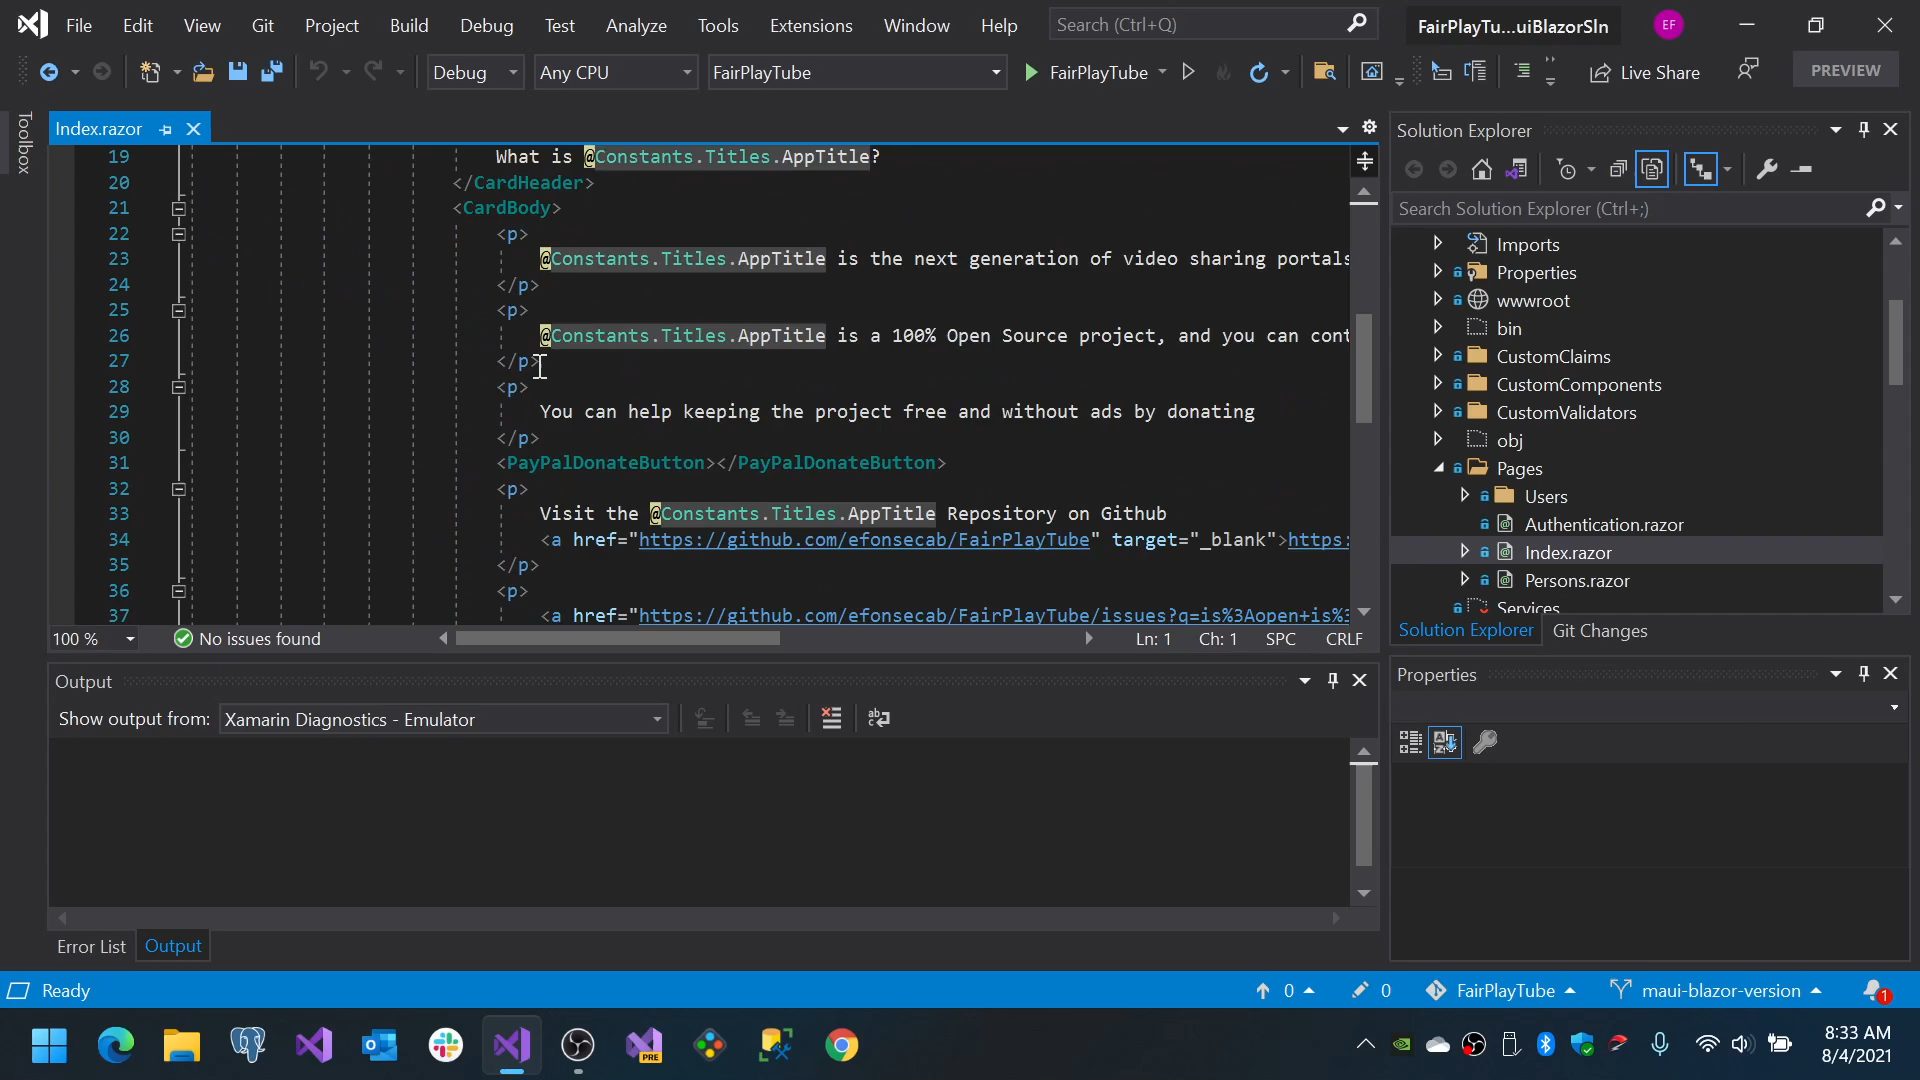 File Edit View Git Project Build Debug Test Analyze Tools Extensions Window Help Search (Ctrl+Q) FairPlayTu...uiBlazorSln EF
Debug Any CPU FairPlayTube FairPlayTube Live Share PREVIEW
Toolbox
Index.razor
19 What is @Constants.Titles.AppTitle?
20 </CardHeader>
21 <CardBody>
22 <p>
23 @Constants.Titles.AppTitle is the next generation of video sharing portals
24 </p>
25 <p>
26 @Constants.Titles.AppTitle is a 100% Open Source project, and you can cont
27 </p>
28 <p>
29 You can help keeping the project free and without ads by donating
30 </p>
31 <PayPalDonateButton></PayPalDonateButton>
32 <p>
33 Visit the @Constants.Titles.AppTitle Repository on Github
34 <a href="https://github.com/efonsecab/FairPlayTube" target="_blank">https:
35 </p>
36 <p>
37 <a href="https://github.com/efonsecab/FairPlayTube/issues?q=is%3Aopen+is%3
100 % No issues found Ln: 1 Ch: 1 SPC CRLF
Output
Show output from: Xamarin Diagnostics - Emulator
Error List Output
Solution Explorer
Search Solution Explorer (Ctrl+;)
Imports
Properties
wwwroot
bin
CustomClaims
CustomComponents
CustomValidators
obj
Pages
Users
Authentication.razor
Index.razor
Persons.razor
Services
Solution Explorer Git Changes
Properties
Ready 0 0 FairPlayTube maui-blazor-version 1
PRE
8:33 AM
8/4/2021